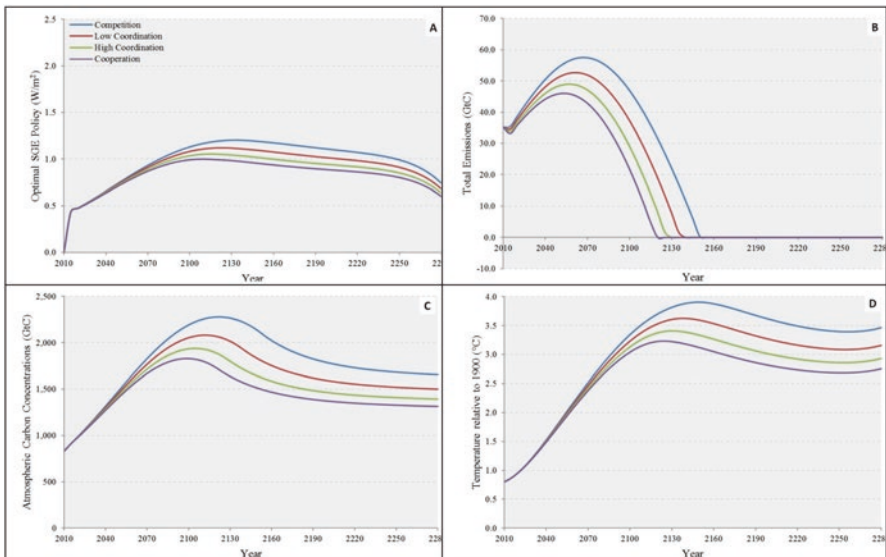 A
2.5
2.0
1.5
1.0
0.5
0.0
Optimal SGE Policy (W/m²)
Competition
Low Coordination
High Coordination
Cooperation
2010 2040 2070 2100 2130 2160 2190 2220 2250 228
Year
B
70.0
60.0
50.0
40.0
30.0
20.0
10.0
0.0
-10.0
Total Emissions (GtC)
2010 2040 2070 2100 2130 2160 2190 2220 2250 228
Year
C
2,500
2,000
1,500
1,000
500
0
Atmospheric Carbon Concentrations (GtC)
2010 2040 2070 2100 2130 2160 2190 2220 2250 228
Year
D
4.0
3.5
3.0
2.5
2.0
1.5
1.0
0.5
0.0
Temperature relative to 1900 (°C)
2010 2040 2070 2100 2130 2160 2190 2220 2250 228
Year